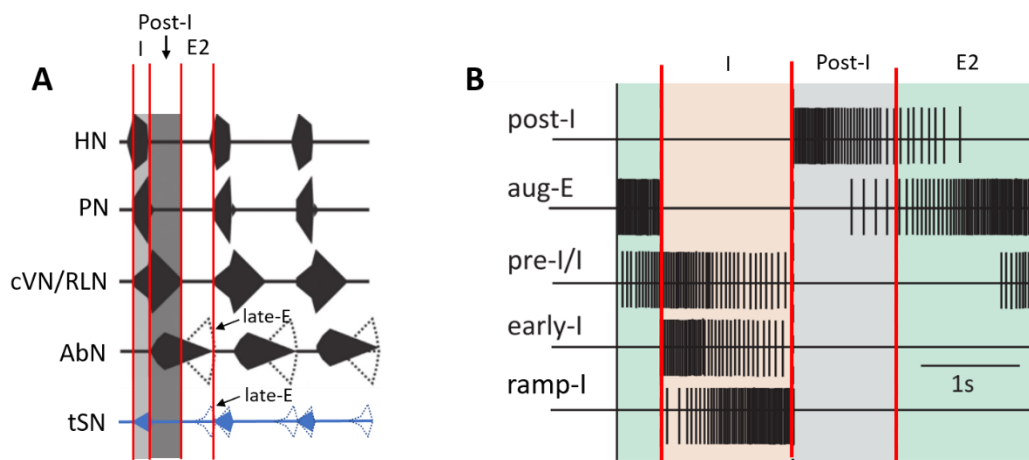 Post-I
I E2
A
HN
PN
cVN/RLN
late-E
AbN
late-E
tSN
B
I Post-I E2
post-I
aug-E
pre-I/I
early-I
1s
ramp-I